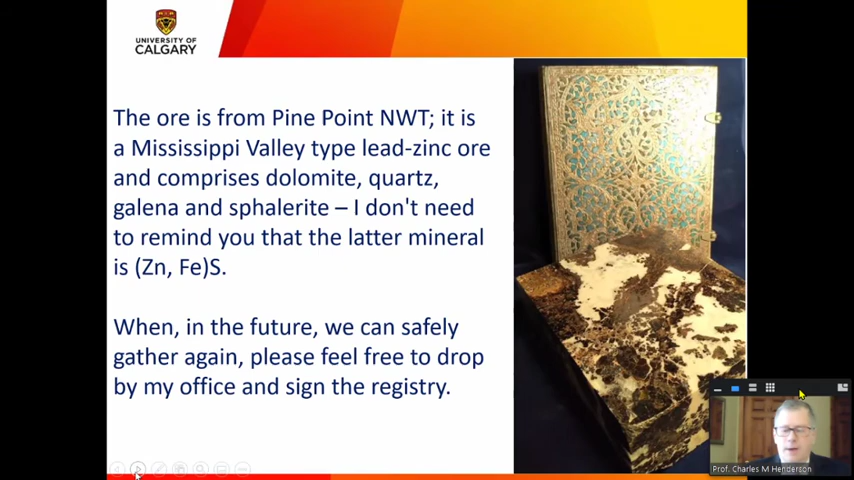 UNIVERSITY OF
CALGARY
The ore is from Pine Point NWT; it is
a Mississippi Valley type lead-zinc ore
and comprises dolomite, quartz,
galena and sphalerite – I don't need
to remind you that the latter mineral
is (Zn, Fe)S.
When, in the future, we can safely
gather again, please feel free to drop
by my office and sign the registry.
Prof. Charles M Henderson